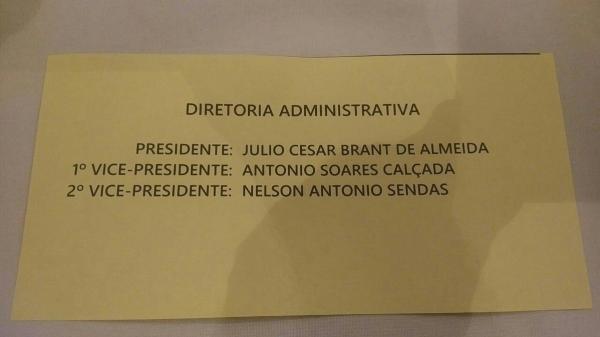 DIRETORIA ADMINISTRATIVA
PRESIDENTE: JULIO CESAR BRANT DE ALMEIDA
1º VICE-PRESIDENTE: ANTONIO SOARES CALÇADA
2º VICE-PRESIDENTE: NELSON ANTONIO SENDAS